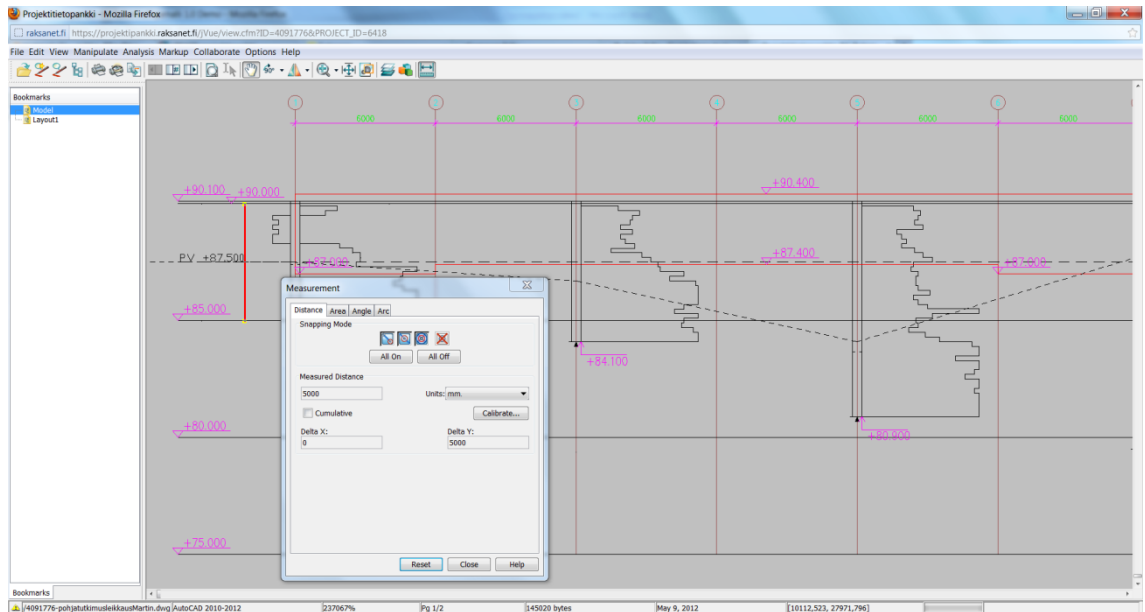 Projektitietopankki - Mozilla Firefox
raksanet.fi https://projektipankki.raksanet.fi/jVue/view.cfm?ID=4091776&PROJECT_ID=6418
File Edit View Manipulate Analysis Markup Collaborate Options Help
Bookmarks
Model
Layout1
6000 6000 6000 6000 6000 6000
+90.400
+90.100 +90.000
+87.400
P.V +87.500 +87.000 +87.000
+85.000
+84.100
+80.000 +80.900
+75.000
Measurement
Distance Area Angle Arc
Snapping Mode
All On All Off
Measured Distance
5000 Units: mm.
Cumulative Calibrate...
Delta X: Delta Y:
0 5000
Reset Close Help
Bookmarks
/4091776-pohjatutkimusleikkausMartin.dwg AutoCAD 2010-2012 237067% Pg 1/2 145020 bytes May 9, 2012 [10112,523, 27971,796]